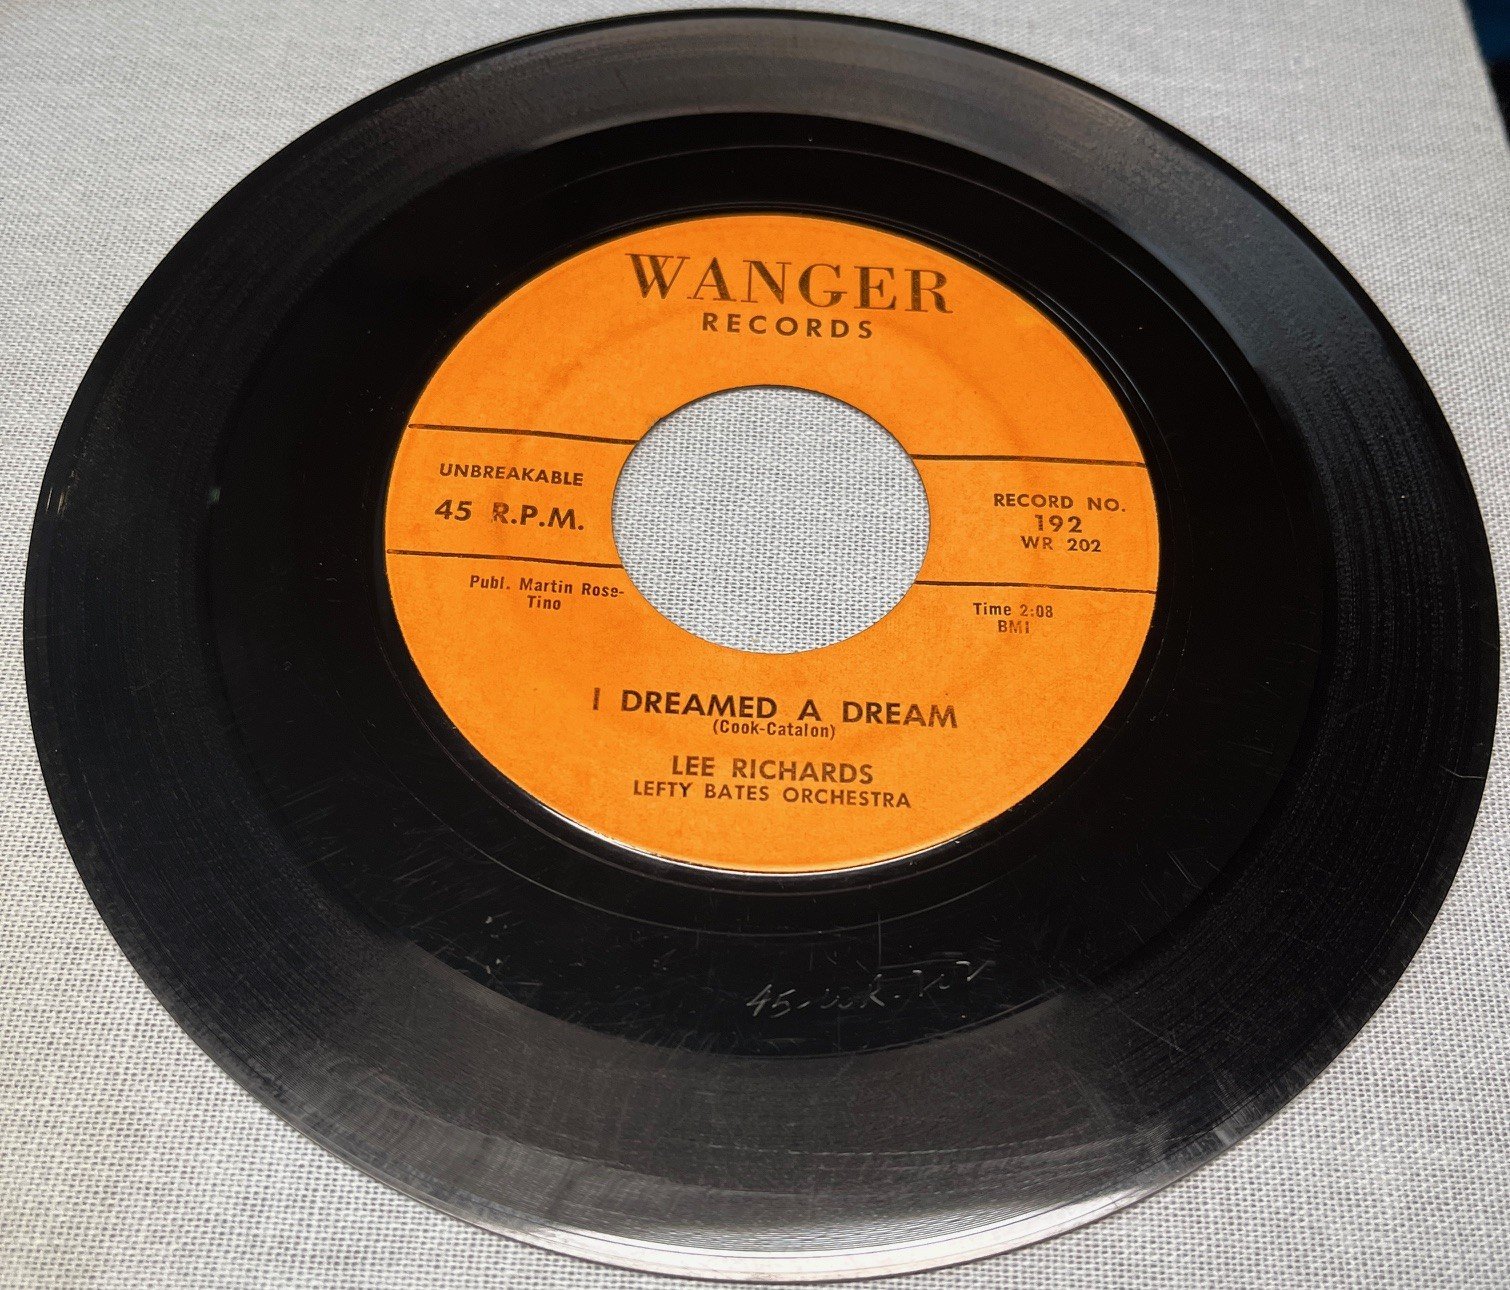 WANGER
RECORDS
UNBREAKABLE
45 R.P.M.
RECORD NO.
192
WR 202
Publ. Martin Rose-
Tino
Time 2:08
BMI
I DREAMED A DREAM
(Cook-Catalon)
LEE RICHARDS
LEFTY BATES ORCHESTRA